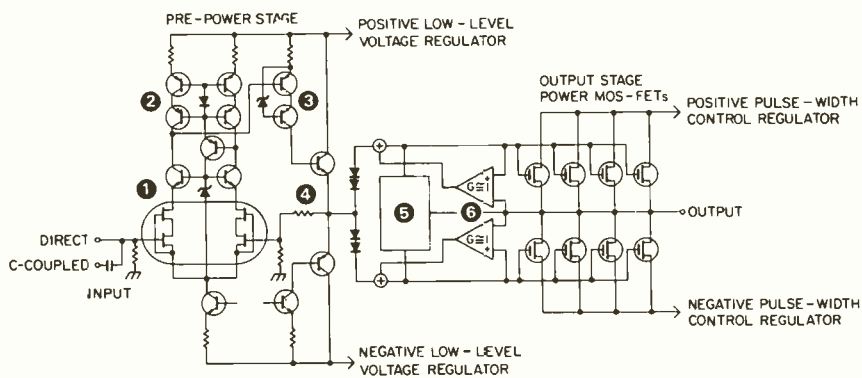 PRE-POWER STAGE
POSITIVE LOW-LEVEL
VOLTAGE REGULATOR
2
3
OUTPUT STAGE
POWER MOS-FETs
POSITIVE PULSE-WIDTH
CONTROL REGULATOR
1
4
5
6
G≅1
+
G≅1
+
+
+
DIRECT
C-COUPLED
INPUT
OUTPUT
NEGATIVE LOW-LEVEL
VOLTAGE REGULATOR
NEGATIVE PULSE-WIDTH
CONTROL REGULATOR